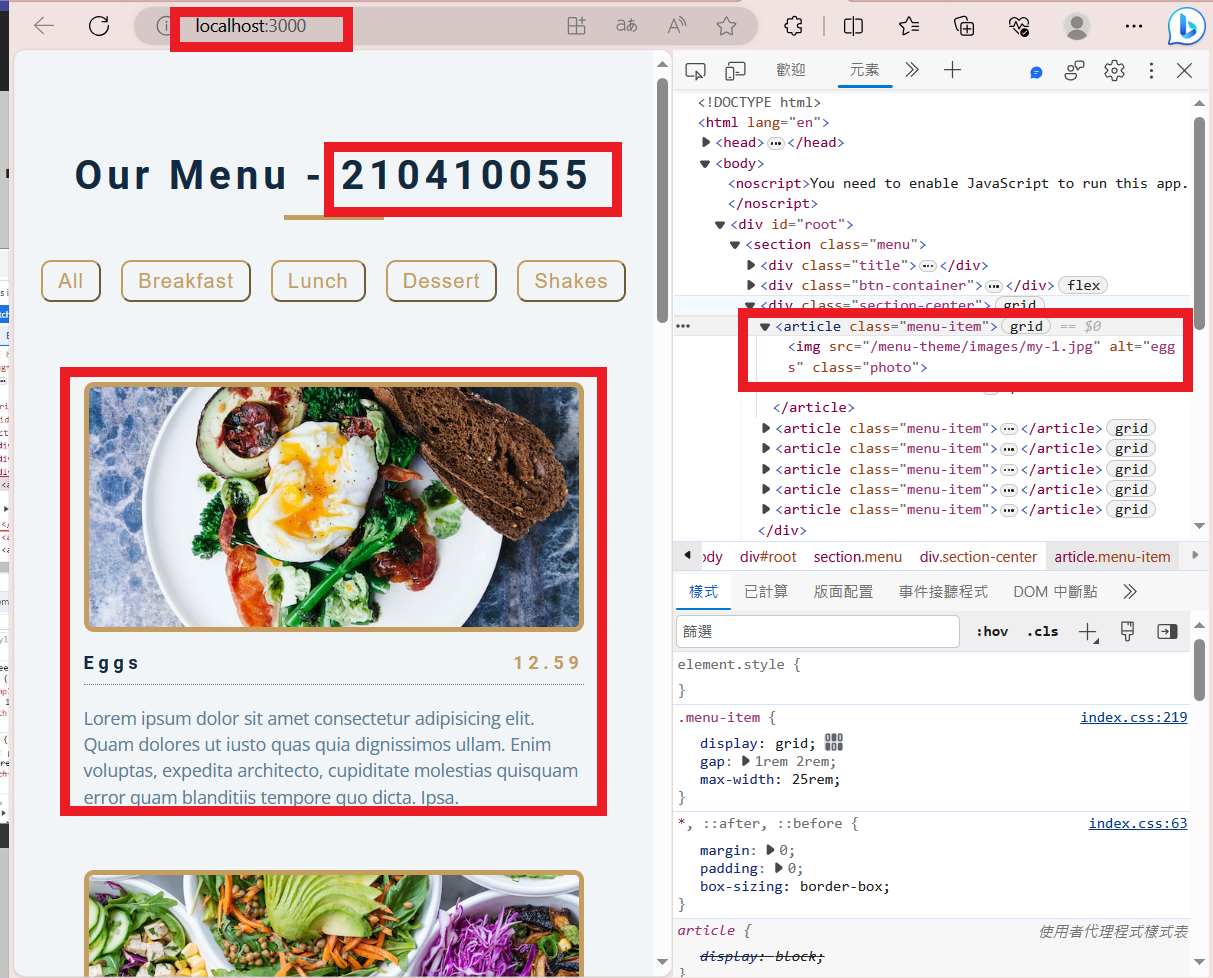 localhost:3000
aあ
歡迎
元素
Our Menu - 210410055
All
Breakfast
Lunch
Dessert
Shakes
Eggs
12.59
Lorem ipsum dolor sit amet consectetur adipisicing elit.
Quam dolores ut iusto quas quia dignissimos ullam. Enim
voluptas, expedita architecto, cupiditate molestias quisquam
error quam blanditiis tempore quo dicta. Ipsa.
<!DOCTYPE html>
<html lang="en">
<head> ⋯ </head>
<body>
<noscript>You need to enable JavaScript to run this app.
</noscript>
<div id="root">
<section class="menu">
<div class="title"> ⋯ </div>
<div class="btn-container"> ⋯ </div> flex
<div class="section-center"> grid
<article class="menu-item"> grid == $0
<img src="/menu-theme/images/my-1.jpg" alt="egg
s" class="photo">
</article>
<article class="menu-item"> ⋯ </article> grid
<article class="menu-item"> ⋯ </article> grid
<article class="menu-item"> ⋯ </article> grid
<article class="menu-item"> ⋯ </article> grid
<article class="menu-item"> ⋯ </article> grid
</div>
ody div#root section.menu div.section-center article.menu-item
樣式 已計算 版面配置 事件接聽程式 DOM 中斷點
篩選 :hov .cls
element.style {
}
.menu-item { index.css:219
display: grid;
gap: 1rem 2rem;
max-width: 25rem;
}
*, ::after, ::before { index.css:63
margin: 0;
padding: 0;
box-sizing: border-box;
}
article { 使用者代理程式樣式表
display: block;
}